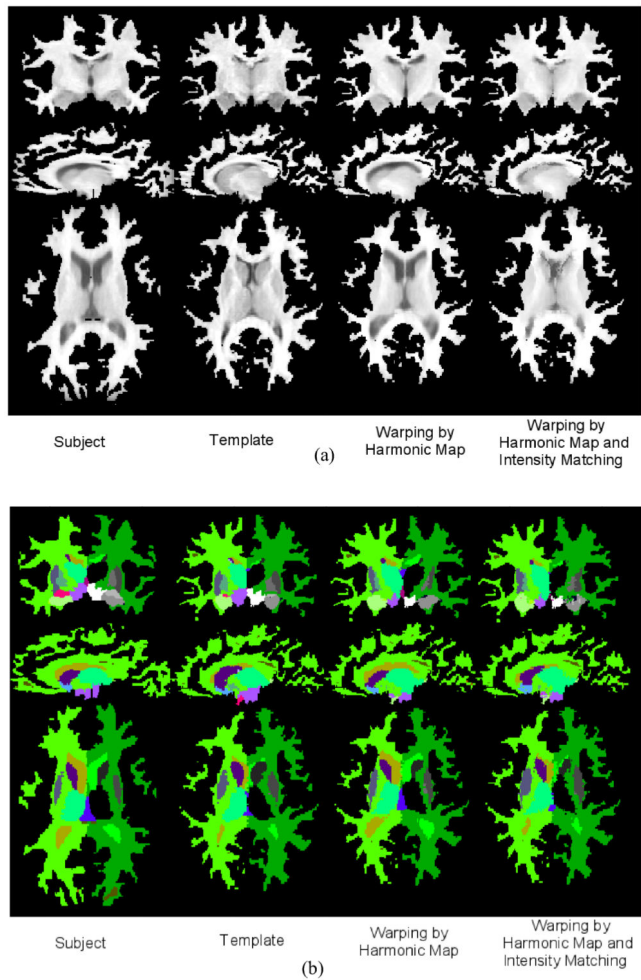 Subject
Template
Warping by
Harmonic Map
Warping by
Harmonic Map and
Intensity Matching
(a)
Subject
Template
Warping by
Harmonic Map
Warping by
Harmonic Map and
Intensity Matching
(b)